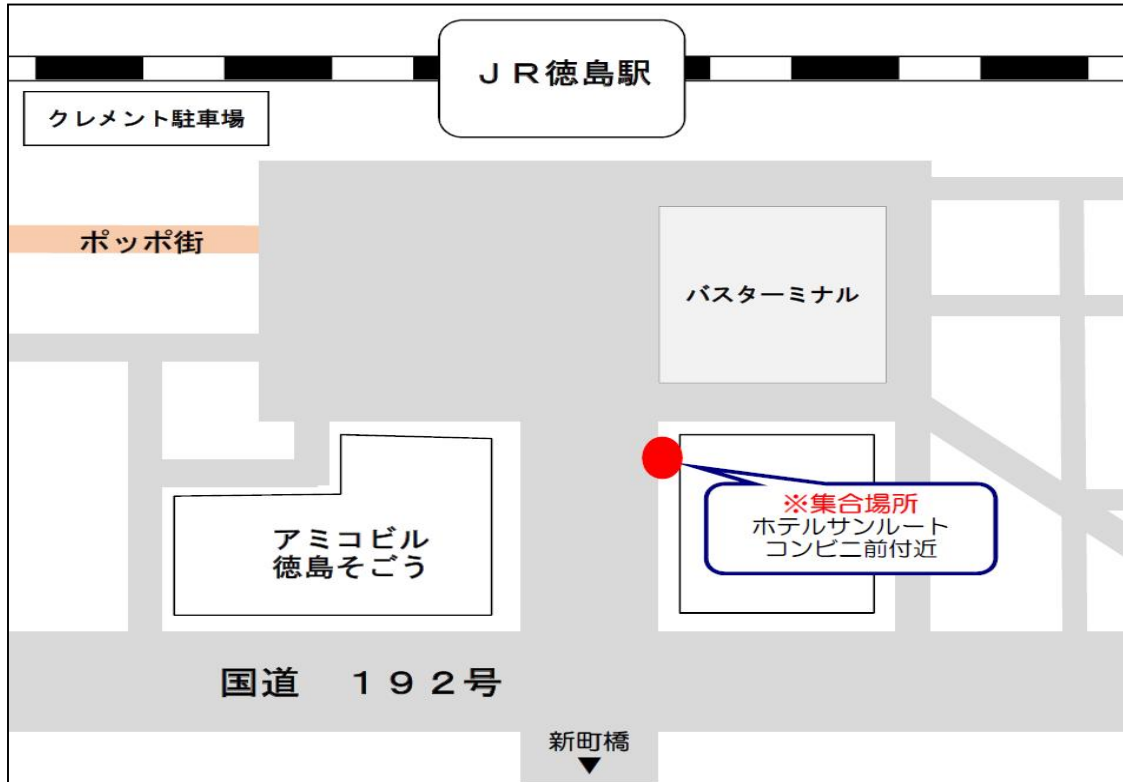 ＪＲ徳島駅
クレメント駐車場
ポッポ街
バスターミナル
※集合場所
ホテルサンルート
コンビニ前付近
アミコビル
徳島そごう
国道　１９２号
新町橋
▼